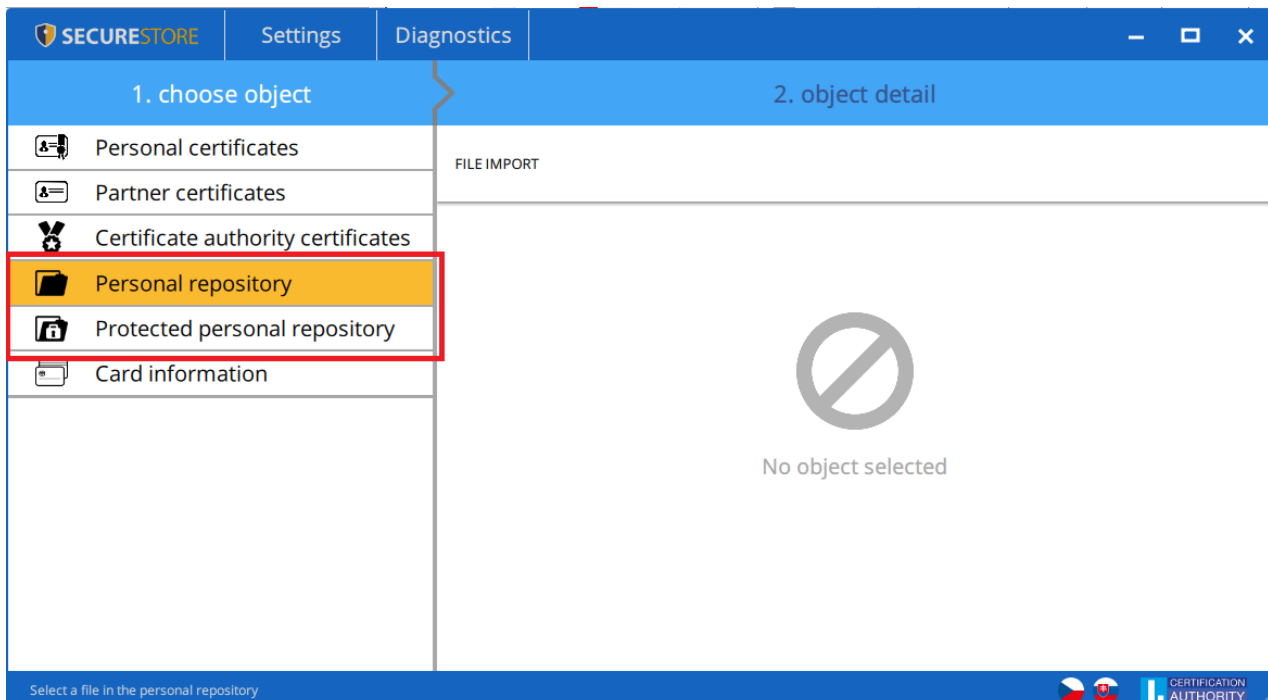 SECURESTORE Settings Diagnostics
1. choose object
2. object detail
Personal certificates
Partner certificates
Certificate authority certificates
Personal repository
Protected personal repository
Card information
FILE IMPORT
No object selected
Select a file in the personal repository
CERTIFICATION
AUTHORITY